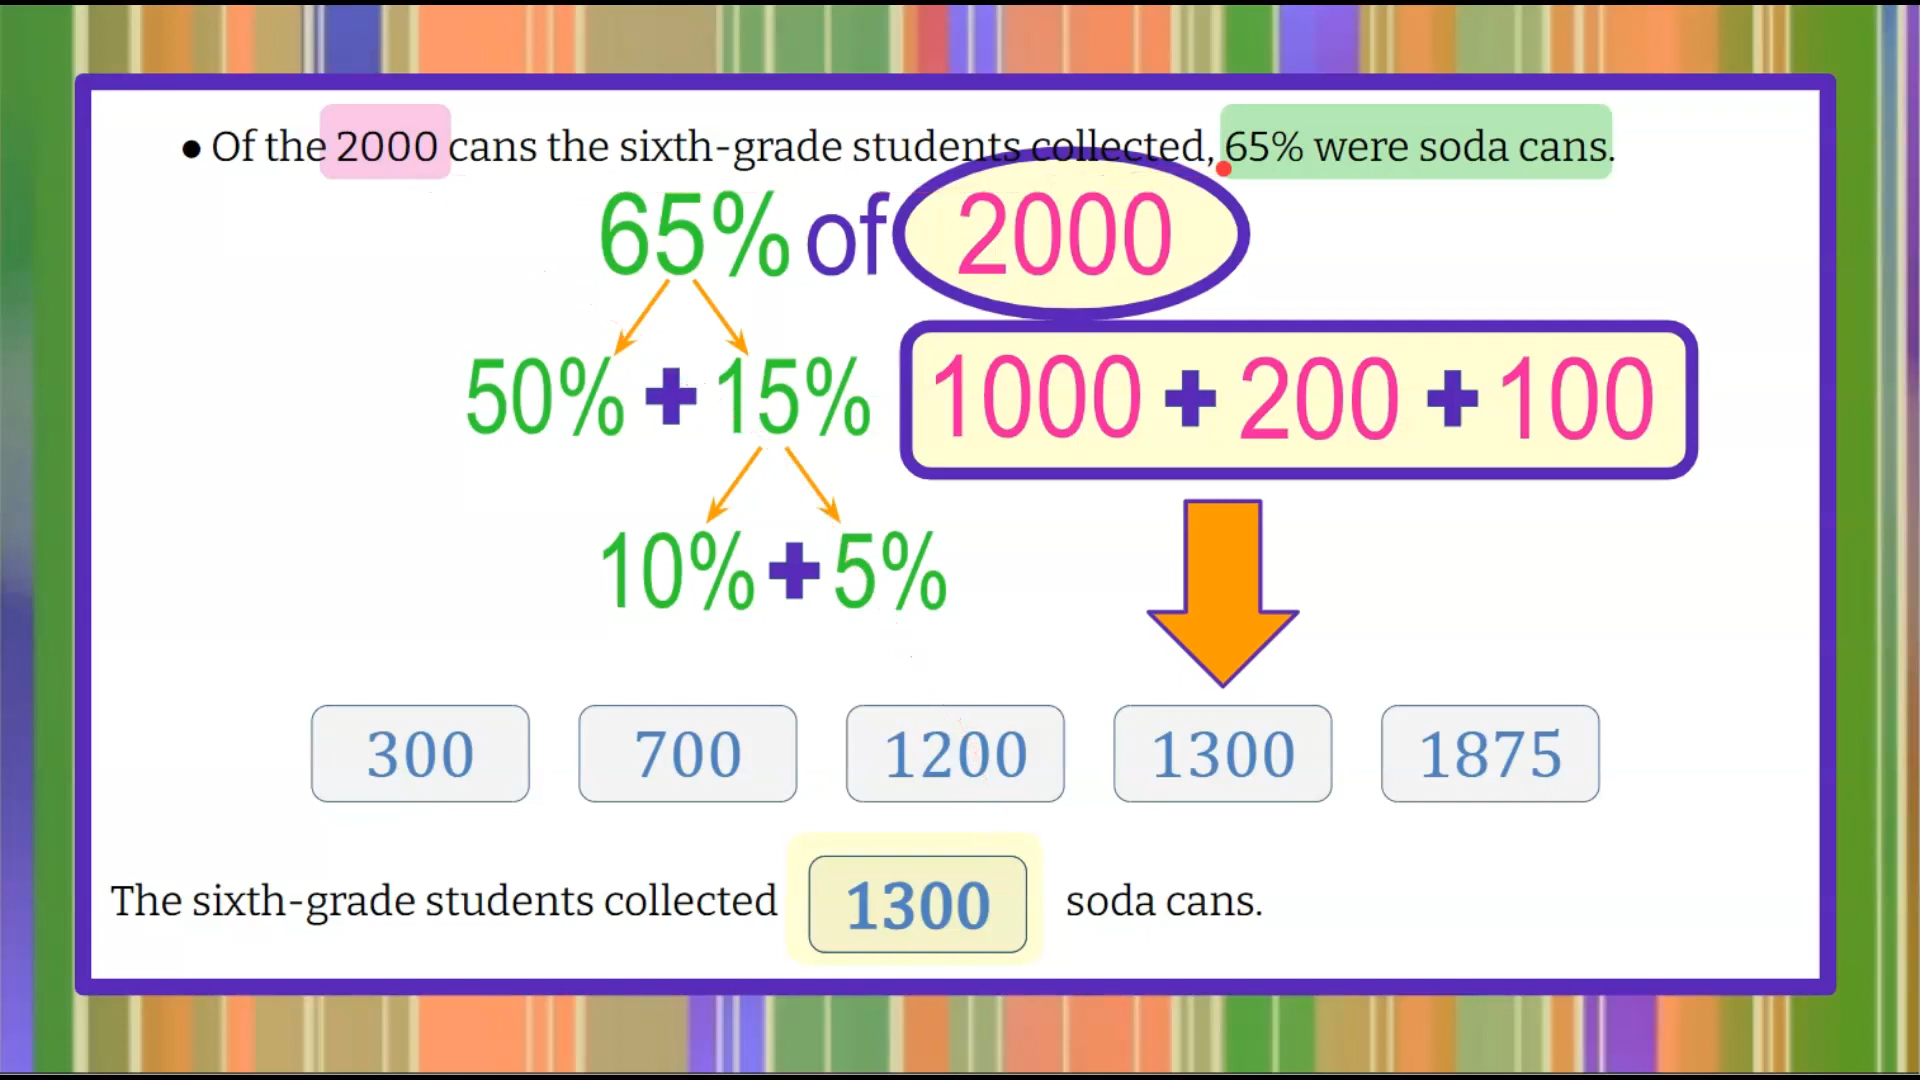 • Of the 2000 cans the sixth-grade students collected, 65% were soda cans.
65% of 2000
50% + 15% 1000 + 200 + 100
10% + 5%
300 700 1200 1300 1875
The sixth-grade students collected 1300 soda cans.